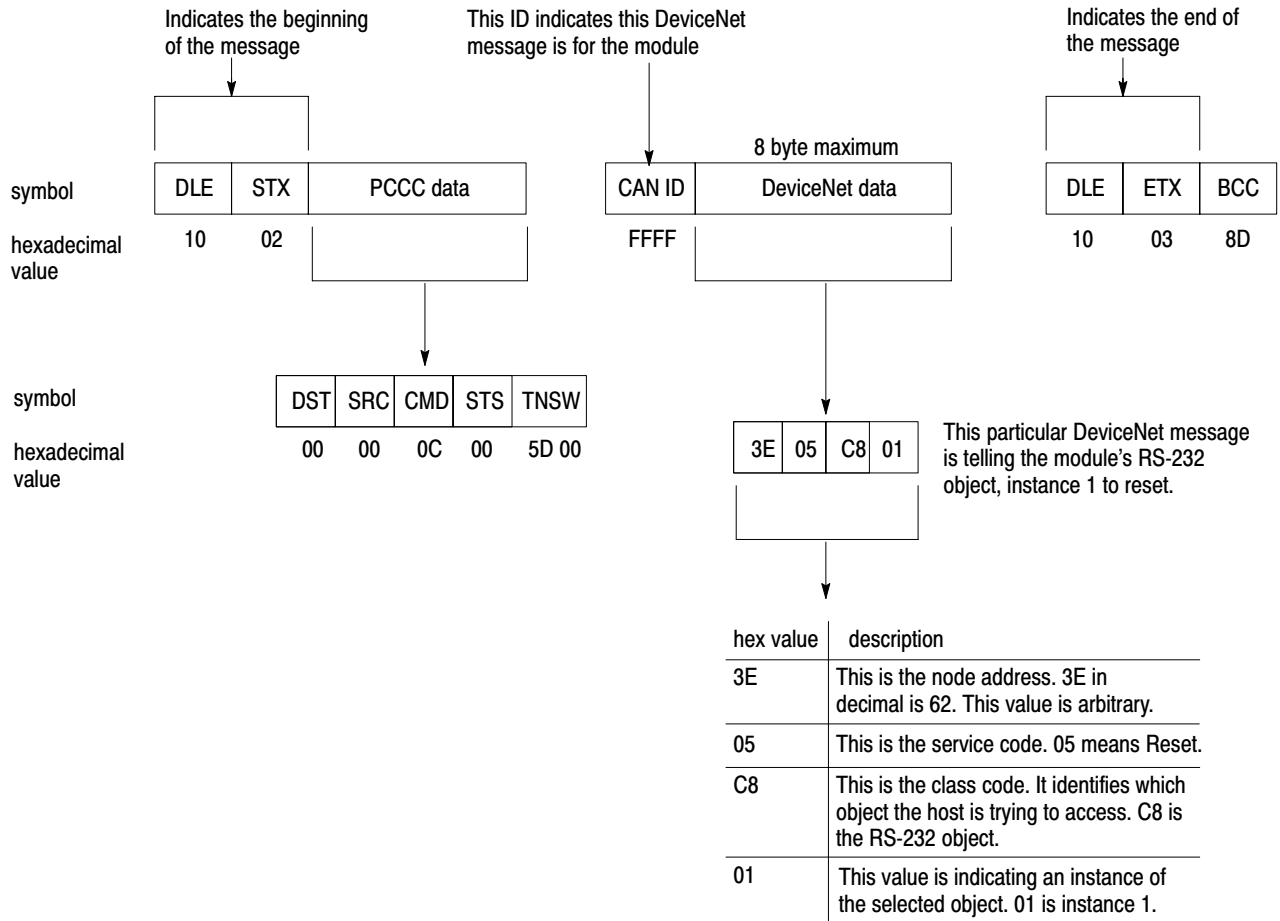 Indicates the beginning
of the message
This ID indicates this DeviceNet
message is for the module
Indicates the end of
the message
8 byte maximum
symbol
DLE STX PCCC data CAN ID DeviceNet data DLE ETX BCC
hexadecimal
value
10 02 FFFF 10 03 8D
symbol
DST SRC CMD STS TNSW
hexadecimal
value
00 00 0C 00 5D 00
3E 05 C8 01
This particular DeviceNet message
is telling the module's RS-232
object, instance 1 to reset.
hex value description
3E This is the node address. 3E in
decimal is 62. This value is arbitrary.
05 This is the service code. 05 means Reset.
C8 This is the class code. It identifies which
object the host is trying to access. C8 is
the RS-232 object.
01 This value is indicating an instance of
the selected object. 01 is instance 1.